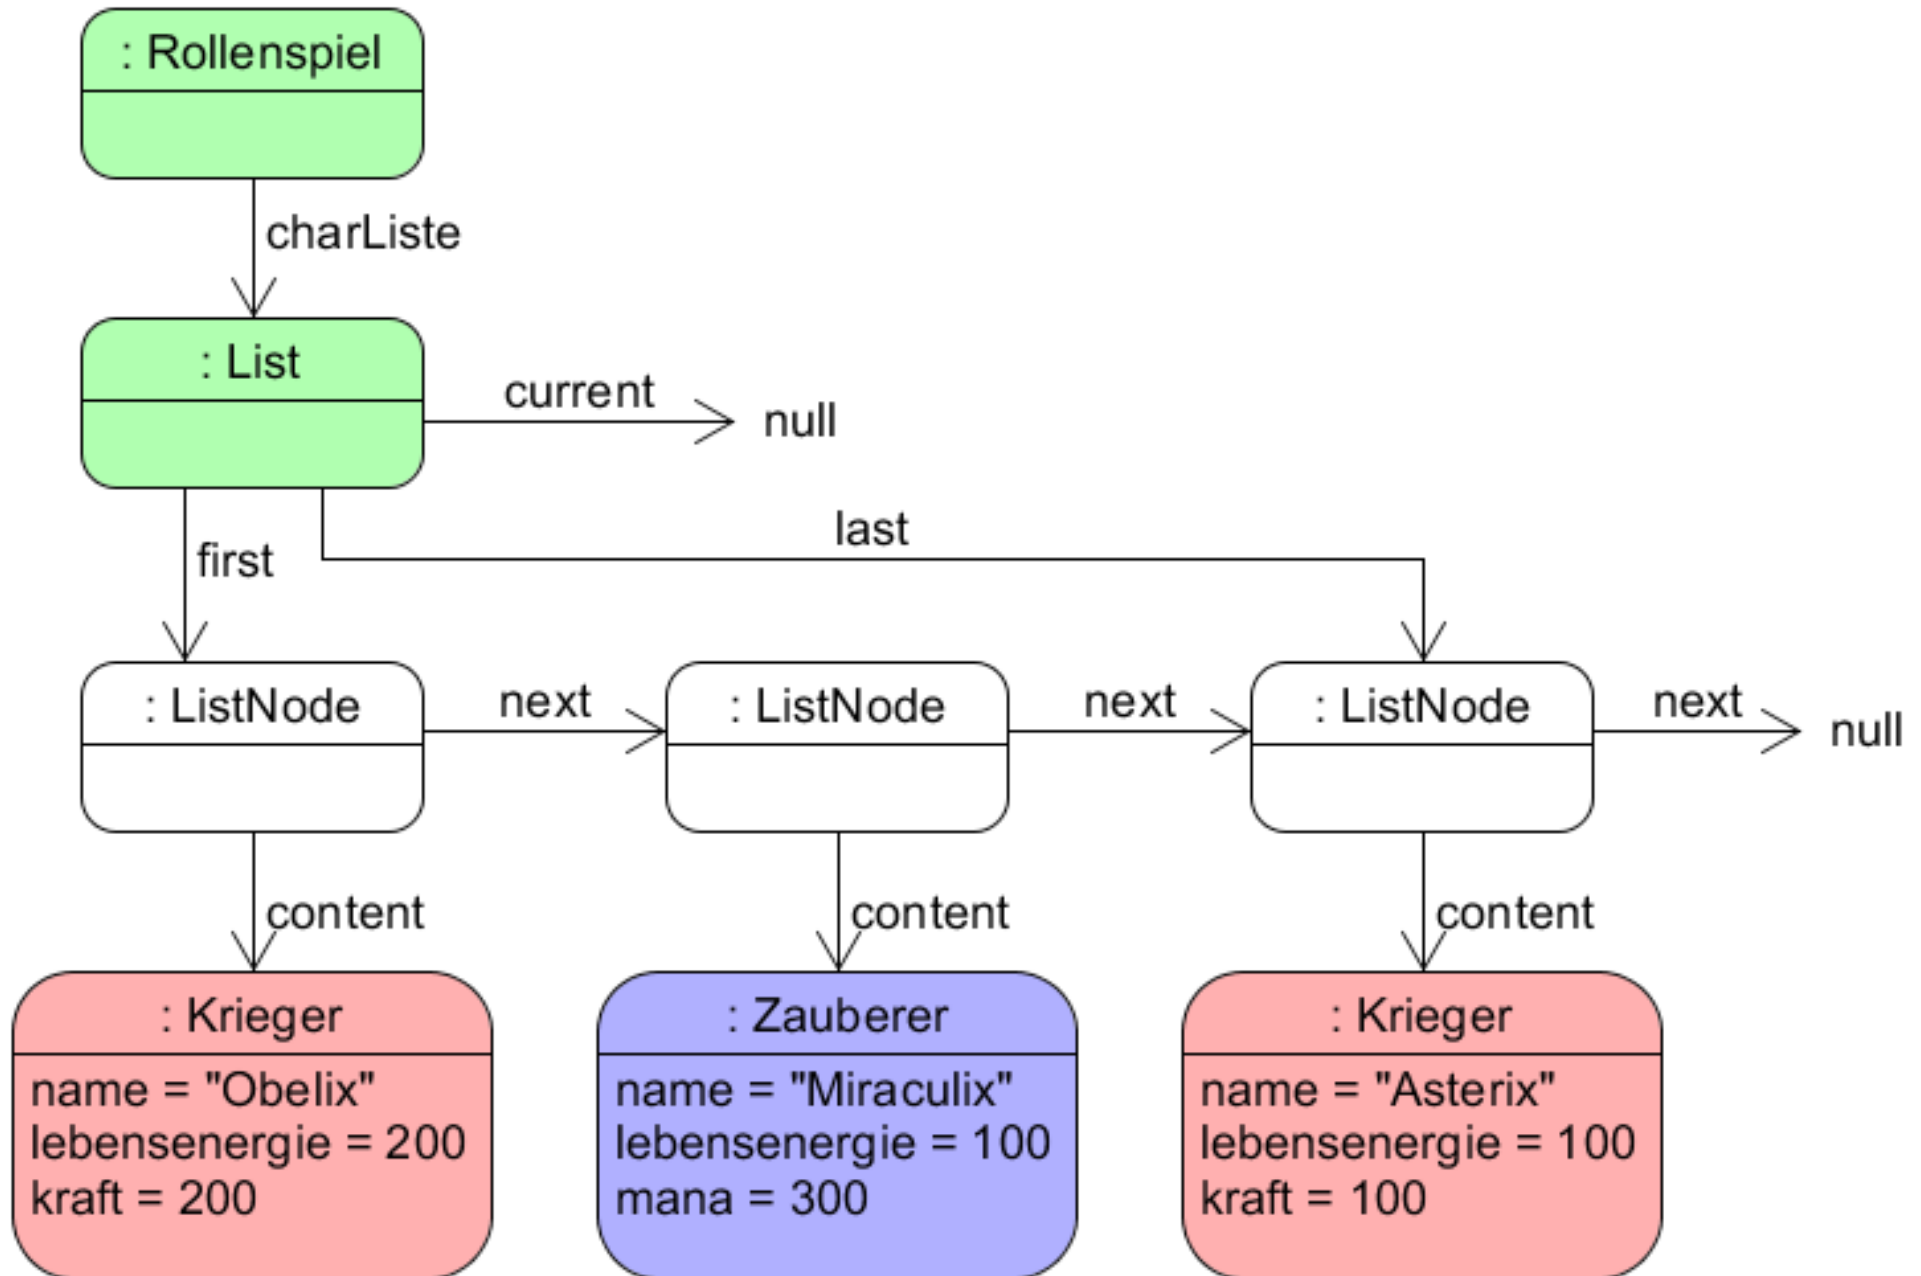 : Rollenspiel
charListe
: List
current
null
last
first
: ListNode
next
: ListNode
next
: ListNode
next
null
content
content
content
: Krieger
name = "Obelix"
lebensenergie = 200
kraft = 200
: Zauberer
name = "Miraculix"
lebensenergie = 100
mana = 300
: Krieger
name = "Asterix"
lebensenergie = 100
kraft = 100